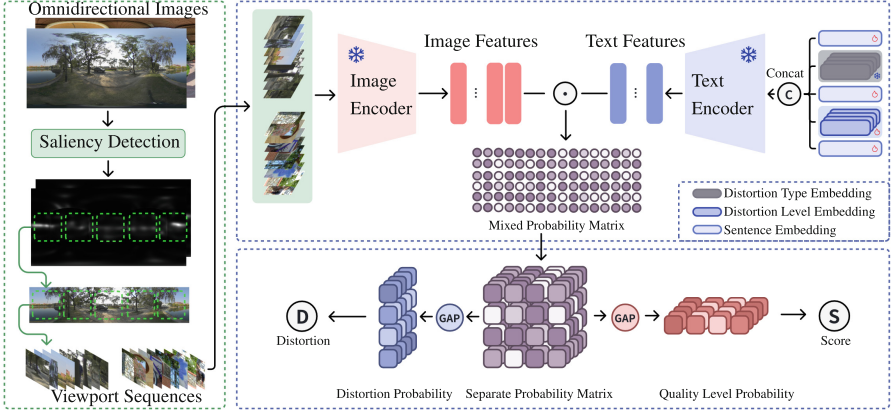 Omnidirectional Images
Saliency Detection
Viewport Sequences
Image
Encoder
Image Features
Text Features
Text
Encoder
Concat
C
Mixed Probability Matrix
Distortion Type Embedding
Distortion Level Embedding
Sentence Embedding
D
Distortion
GAP
GAP
S
Score
Distortion Probability
Separate Probability Matrix
Quality Level Probability